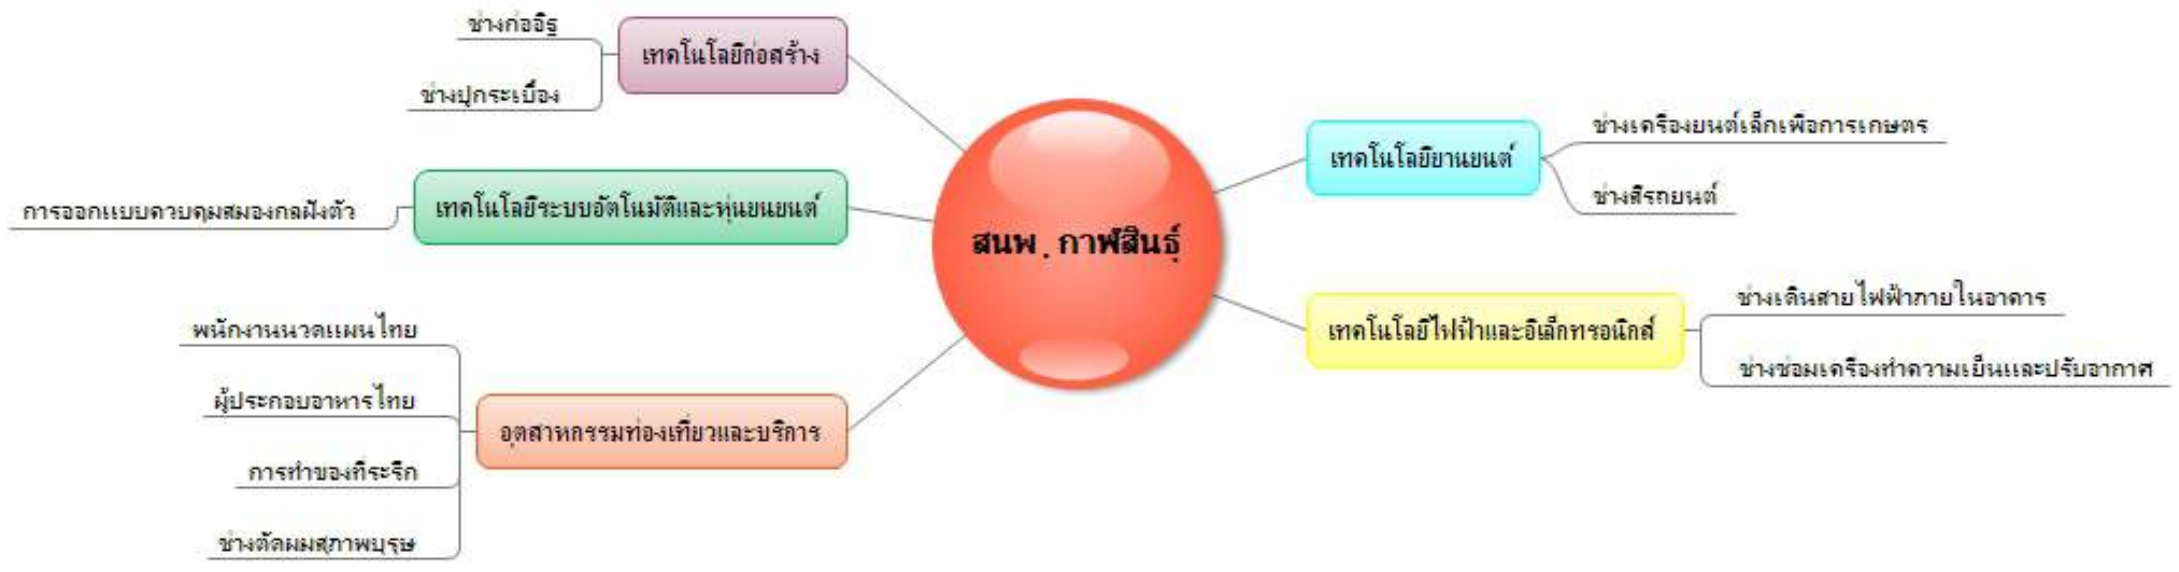 ช่างก่ออิฐ
เทคโนโลยีก่อสร้าง
ช่างปูกระเบื้อง
เทคโนโลยีระบบอัตโนมัติและหุ่นยนยนต์
การออกแบบควบคุมสมองกลฝังตัว
พนักงานนวดแผนไทย
ผู้ประกอบอาหารไทย
อุตสาหกรรมท่องเที่ยวและบริการ
การทำของที่ระรึก
ช่างตัดผมสุภาพบุรุษ
สนพ.กาฬสินธุ์
เทคโนโลยียานยนต์
ช่างเครื่องยนต์เล็กเพื่อการเกษตร
ช่างสีรถยนต์
เทคโนโลยีไฟฟ้าและอิเล็กทรอนิกส์
ช่างเดินสายไฟฟ้าภายในอาคาร
ช่างซ่อมเครื่องทำความเย็นและปรับอากาศ